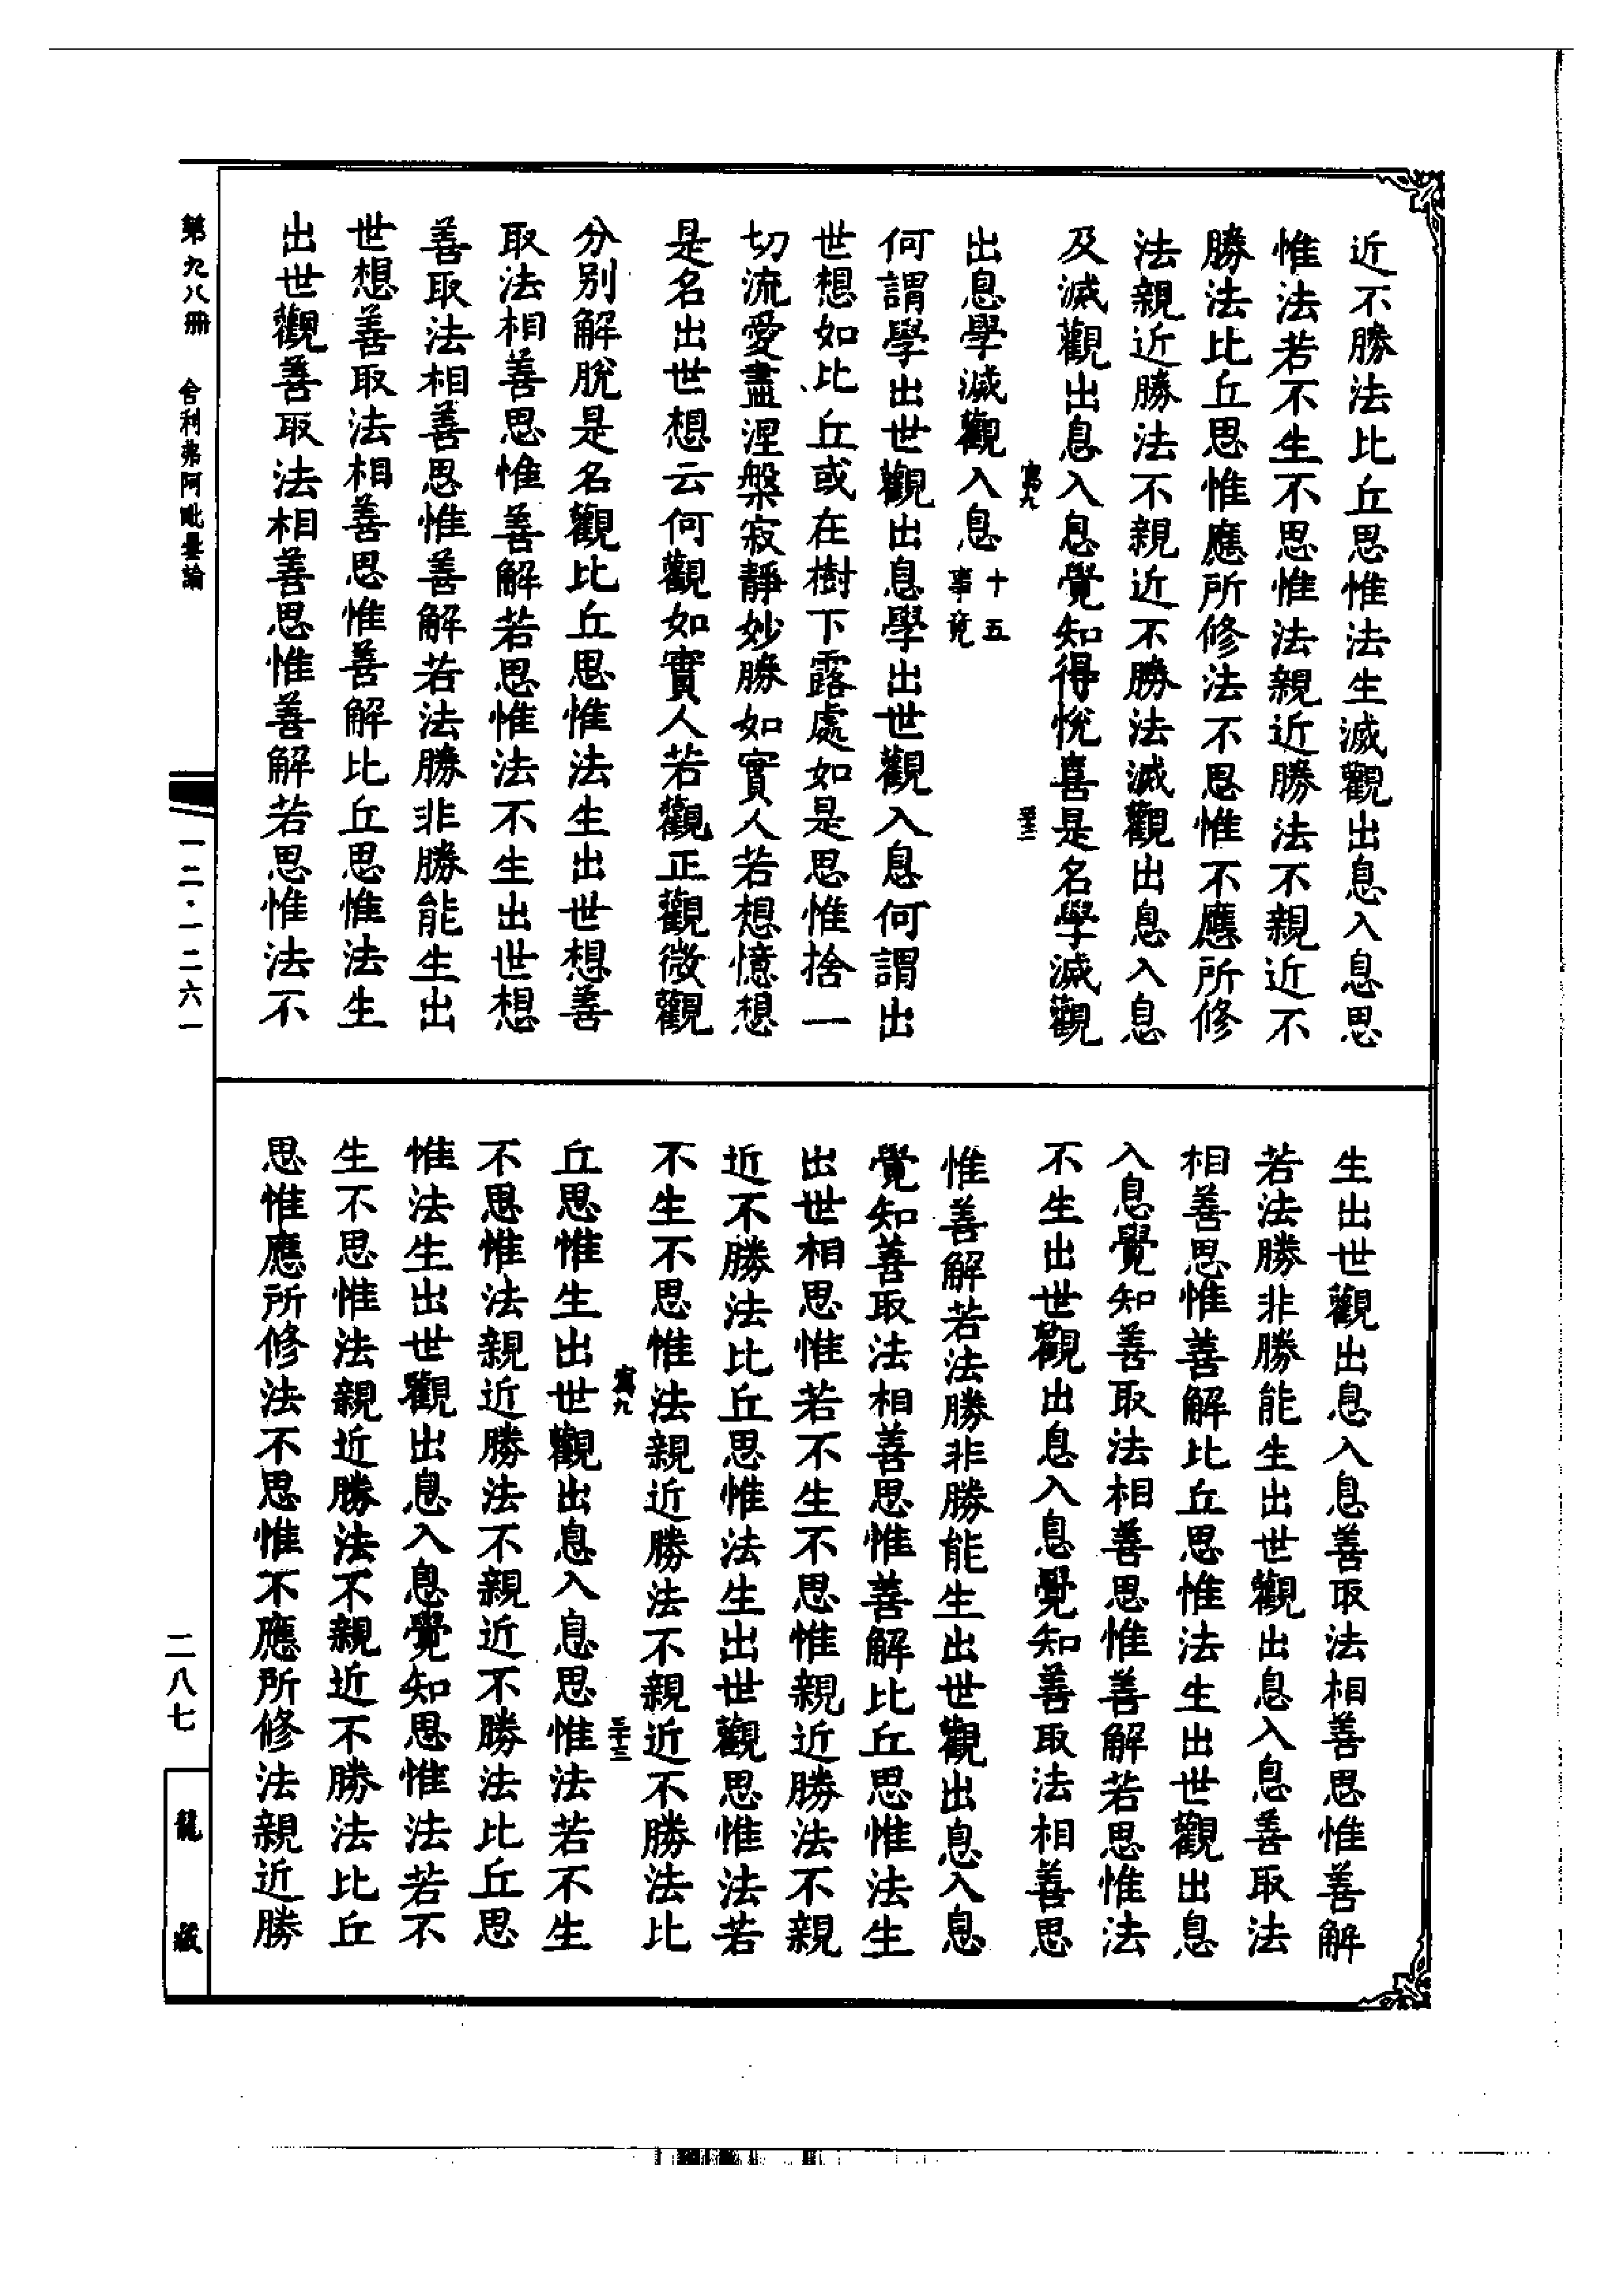 近不勝法比丘思惟法生滅觀出息入息思
惟法若不生不思惟法親近勝法不親近不
勝法比丘思惟應所修法不思惟不應所修
法親近勝法不親近不勝法滅觀出息入息
及滅觀出息入息覺知得悅喜是名學滅觀
寫九
出息學滅觀入息十五事竟
何謂學出世觀出息學出世觀入息何謂出
世想如比丘或在樹下露處如是思惟捨一
切流愛盡涅槃寂靜妙勝如實人若想憶想
是名出世想云何觀如實人若觀正觀微觀
分别解脫是名觀比丘思惟法生出世想善
取法相善思惟善解若思惟法不生出世想
善取法相善思惟善解若法勝非勝能生出
世想善取法相善思惟善解比丘思惟法生
出世觀善取法相善思惟善解若思惟法不
生出世觀出息入息善取法相善思惟善解
若法勝非勝能生出世觀出息入息善取法
相善思惟善解比丘思惟法生出世觀出息
入息覺知善取法相善思惟善解若思惟法
不生出世觀出息入息覺知善取法相善思
惟善解若法勝非勝能生出世觀出息入息
覺知善取法相善思惟善解比丘思惟法生
出世相思惟若不生不思惟親近勝法不親
近不勝法比丘思惟法生出世觀思惟法若
不生不思惟法親近勝法不親近不勝法比
寫九
丘思惟生出世觀出息入息思惟法若不生
不思惟法親近勝法不親近不勝法比丘思
惟法生出世觀出息入息覺知思惟法若不
生不思惟法親近勝法不親近不勝法比丘
思惟應所修法不思惟不應所修法親近勝
第九八冊 舍利弗阿毗曇論
一二·一二六一
二八七
龍藏